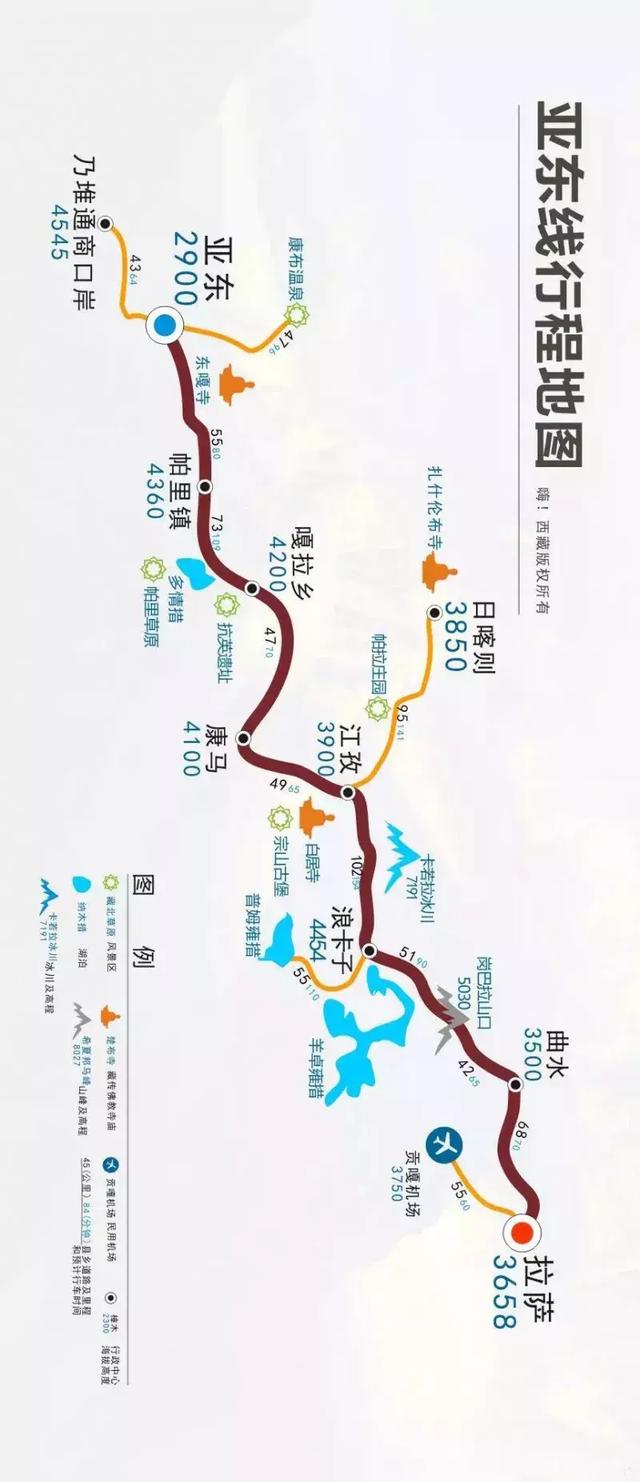 亚东线行程地图
嗨！西藏版权所有
乃堆通商口岸
4545
43 64
亚东
2900
康布温泉
47 96
东嘎寺
55 80
帕里镇
4360
73 109
多情措
帕里草原
嘎拉乡
4200
抗英遗址
47 70
康马
4100
49 65
扎什伦布寺
日喀则
3850
帕拉庄园
95 141
江孜
3900
白居寺
宗山古堡
102 154
卡若拉冰川
7191
浪卡子
4454
普姆雍措
55 110
羊卓雍措
51 90
岗巴拉山口
5030
42 65
曲水
3500
68 70
贡嘎机场
3750
55 60
拉萨
3658
图 例
藏北草原 风景区
纳木措 湖泊
卡若拉冰川 冰川及高程
7191
楚布寺 藏传佛教寺庙
希夏邦马峰 山峰及高程
8027
贡嘎机场 民用机场
45(公里) 84(分钟) 县乡道路及里程
和预计行车时间
樟木 行政中心
2300 海拔高度